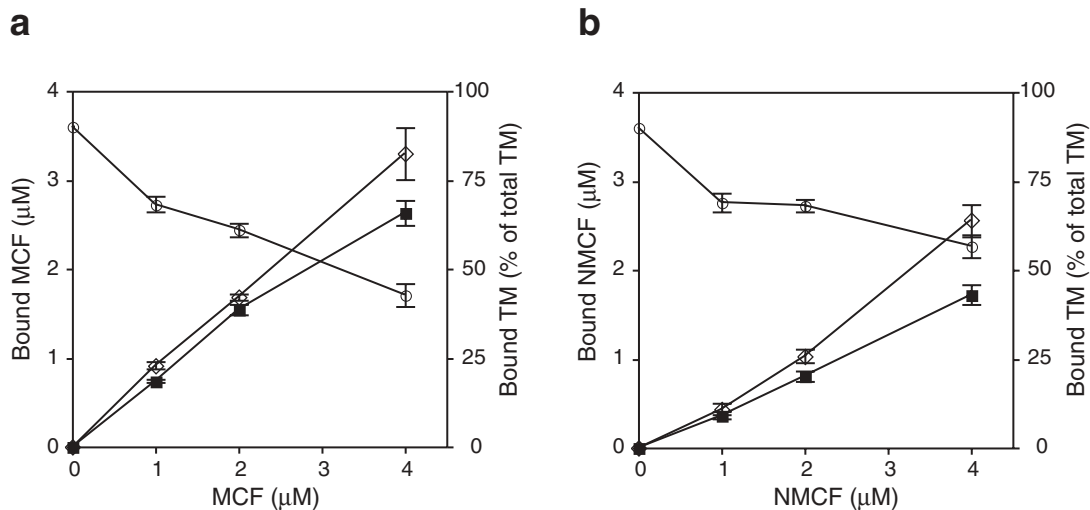 a
4
3
2
1
0
Bound MCF (μM)
100
75
50
25
0
Bound TM (% of total TM)
0 1 2 3 4
MCF (μM)
b
4
3
2
1
0
Bound NMCF (μM)
100
75
50
25
0
Bound TM (% of total TM)
0 1 2 3 4
NMCF (μM)